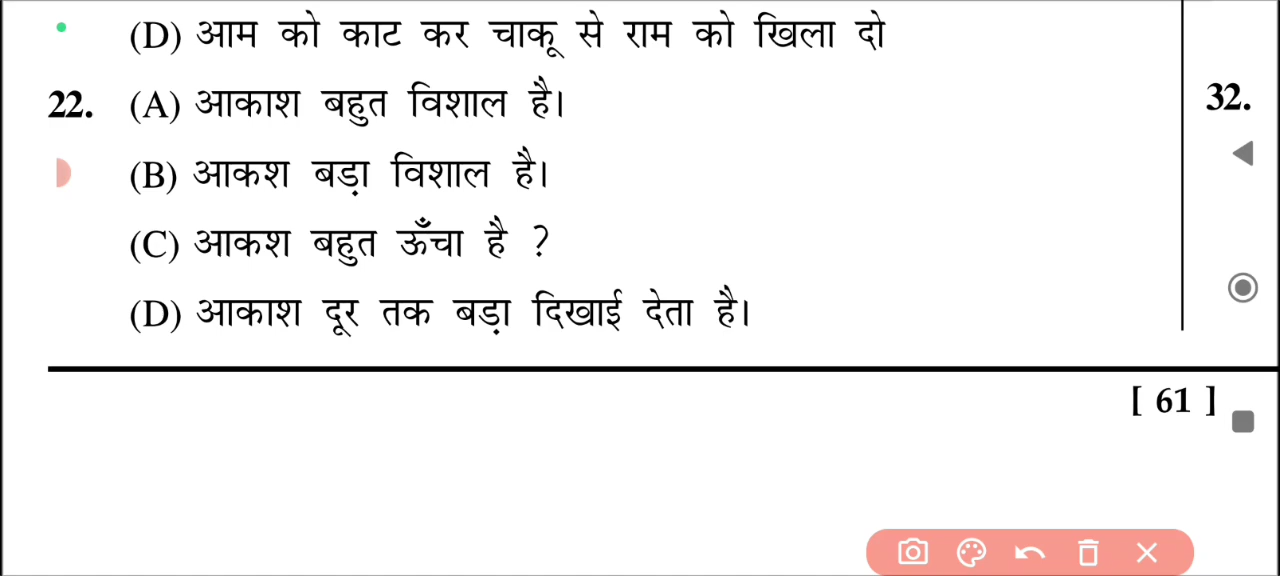 (D) आम को काट कर चाकू से राम को खिला दो
22. (A) आकाश बहुत विशाल है।
(B) आकश बड़ा विशाल है।
(C) आकश बहुत ऊँचा है ?
(D) आकाश दूर तक बड़ा दिखाई देता है।
32.
[ 61 ]